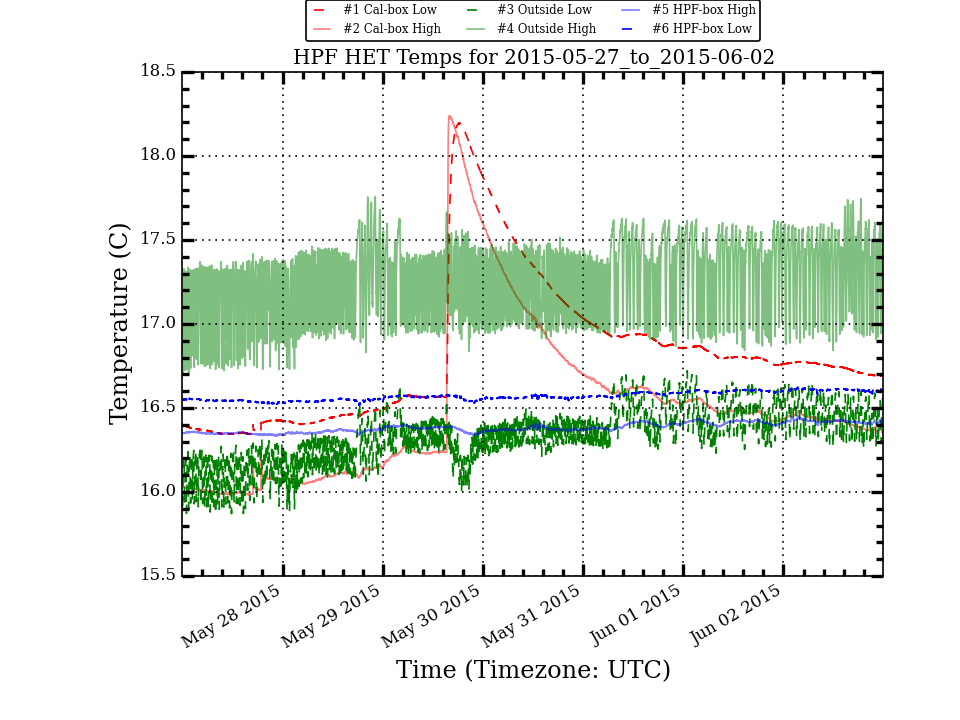 #1 Cal-box Low #3 Outside Low #5 HPF-box High
#2 Cal-box High #4 Outside High #6 HPF-box Low
HPF HET Temps for 2015-05-27_to_2015-06-02
18.5
18.0
17.5
17.0
16.5
16.0
15.5
Temperature (C)
May 28 2015 May 29 2015 May 30 2015 May 31 2015 Jun 01 2015 Jun 02 2015
Time (Timezone: UTC)